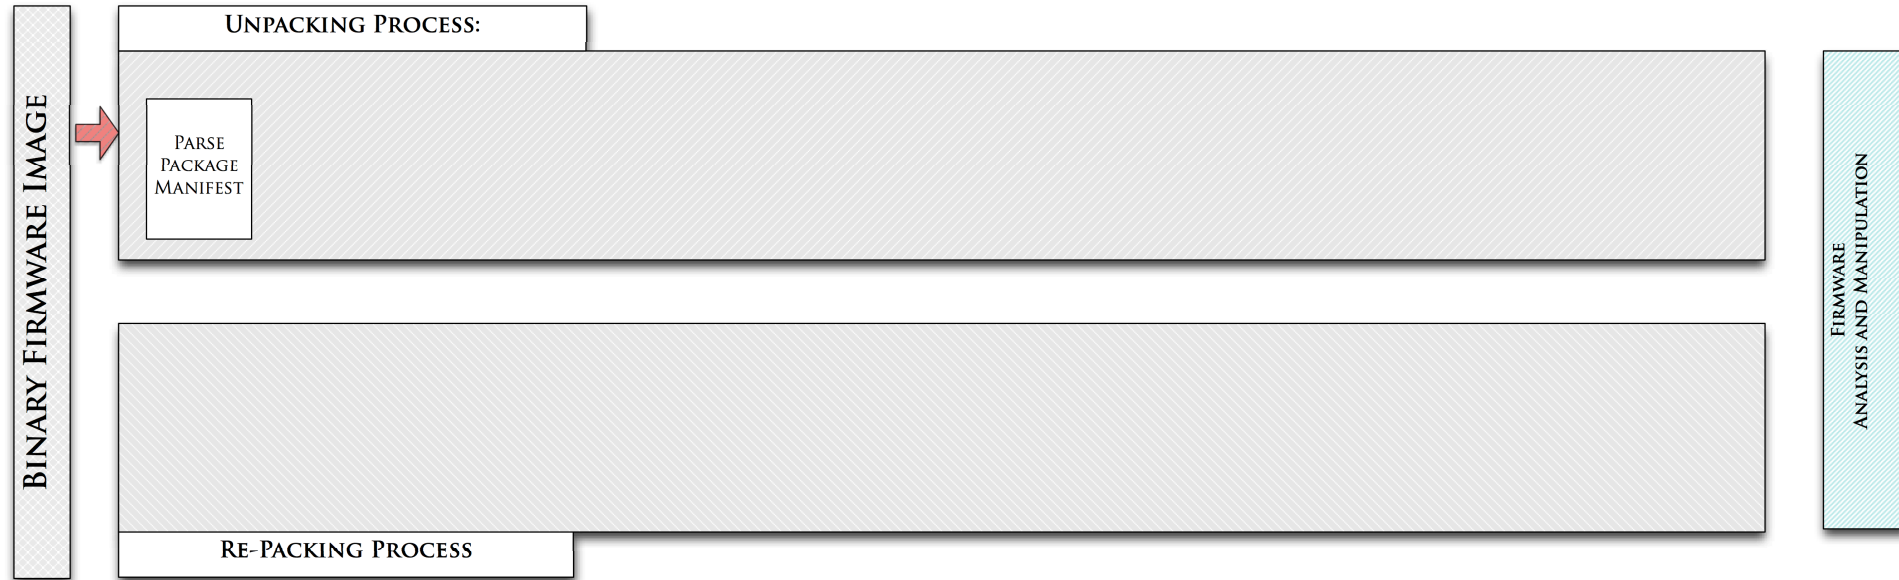 Binary Firmware Image
Unpacking Process:
Parse
Package
Manifest
Firmware
Analysis and Manipulation
Re-Packing Process